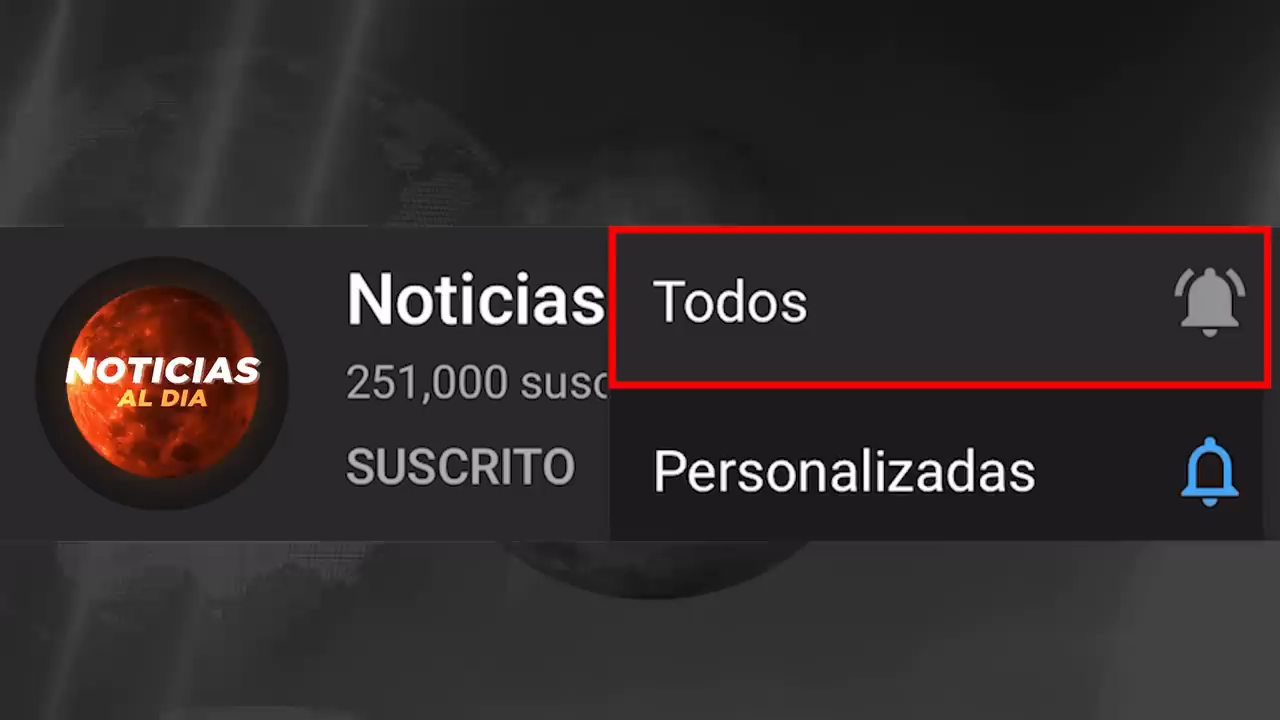 NOTICIAS
AL DIA
Noticias
251,000 susc
SUSCRITO
Todos
Personalizadas